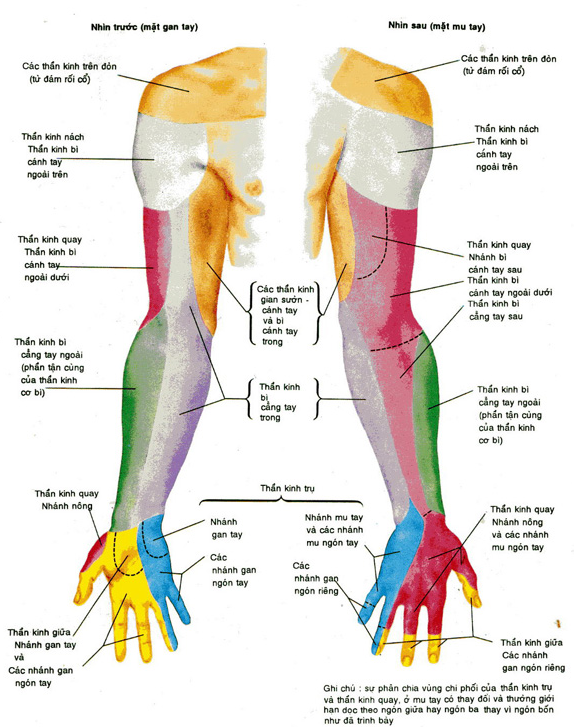 Nhìn trước (mặt gan tay)
Nhìn sau (mặt mu tay)
Các thần kinh trên đòn
(từ đám rối cổ)
Thần kinh nách
Thần kinh bì
cánh tay
ngoài trên
Thần kinh quay
Thần kinh bì
cánh tay
ngoài dưới
Thần kinh bì
cẳng tay ngoài
(phần tận cùng
của thần kinh
cơ bì)
Thần kinh quay
Nhánh nông
Thần kinh giữa
Nhánh gan tay
và
Các nhánh gan
ngón tay
Các thần kinh
gian sườn -
cánh tay
và bì
cánh tay
trong
Thần kinh
bì
cẳng tay
trong
Thần kinh trụ
Nhánh
gan tay
Các
nhánh gan
ngón tay
Nhánh mu tay
và các nhánh
mu ngón tay
Các
nhánh gan
ngón riêng
Các thần kinh trên đòn
(từ đám rối cổ)
Thần kinh nách
Thần kinh bì
cánh tay
ngoài trên
Thần kinh quay
Nhánh bì
cánh tay sau
Thần kinh bì
cánh tay ngoài dưới
Thần kinh bì
cẳng tay sau
Thần kinh bì
cẳng tay ngoài
(phần tận cùng
của thần kinh
cơ bì)
Thần kinh quay
Nhánh nông
và các nhánh
mu ngón tay
Thần kinh giữa
Các nhánh
gan ngón riêng
Ghi chú : sự phân chia vùng chi phối của thần kinh trụ
và thần kinh quay, ở mu tay có thay đổi và thường giới
hạn dọc theo ngón giữa hay ngón ba thay vì ngón bốn
như đã trình bày